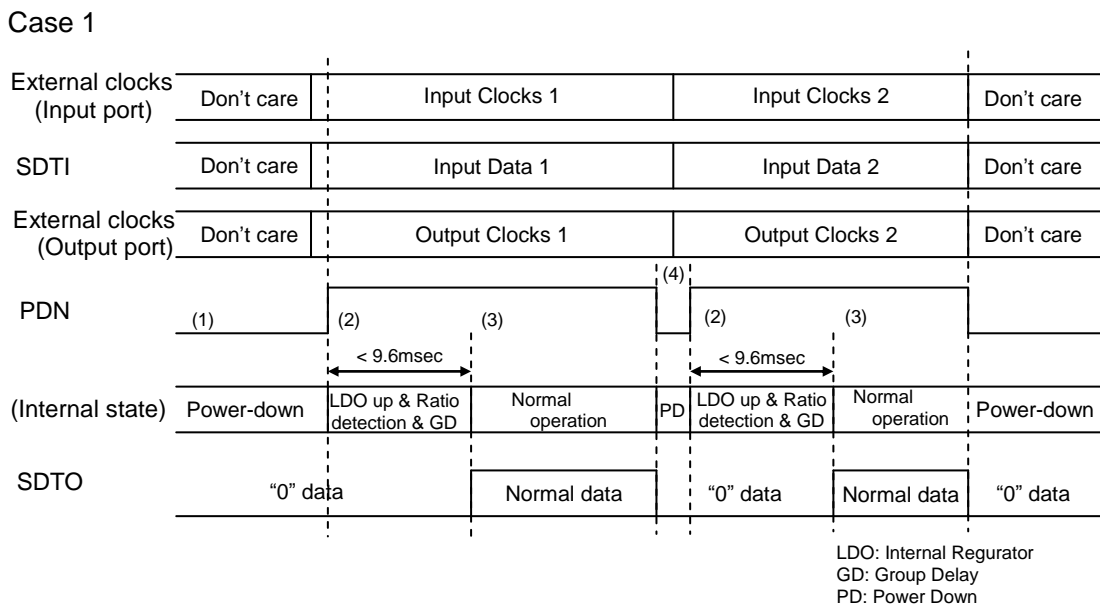 Case 1
External clocks
(Input port)
Don't care
Input Clocks 1
Input Clocks 2
Don't care
SDTI
Don't care
Input Data 1
Input Data 2
Don't care
External clocks
(Output port)
Don't care
Output Clocks 1
Output Clocks 2
Don't care
(4)
PDN
(1)
(2)
(3)
(2)
(3)
< 9.6msec
< 9.6msec
(Internal state)
Power-down
LDO up & Ratio
detection & GD
Normal
operation
PD
LDO up & Ratio
detection & GD
Normal
operation
Power-down
SDTO
“0” data
Normal data
“0” data
Normal data
“0” data
LDO: Internal Regurator
GD: Group Delay
PD: Power Down